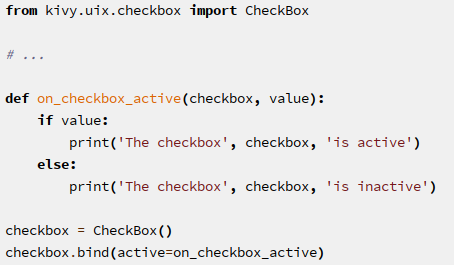 from kivy.uix.checkbox import CheckBox

# ...

def on_checkbox_active(checkbox, value):
    if value:
        print('The checkbox', checkbox, 'is active')
    else:
        print('The checkbox', checkbox, 'is inactive')

checkbox = CheckBox()
checkbox.bind(active=on_checkbox_active)